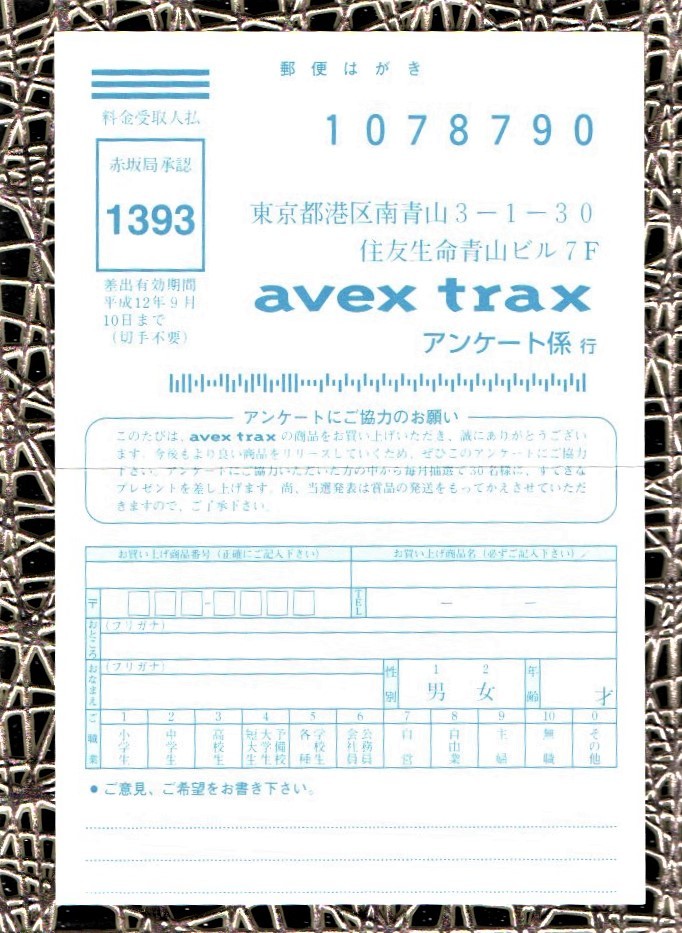 郵便はがき
料金受取人払
赤坂局承認
1393
差出有効期間
平成12年9月
10日まで
（切手不要）
1078790
東京都港区南青山3－1－30
住友生命青山ビル7F
avex trax
アンケート係 行
アンケートにご協力のお願い
このたびは、avex traxの商品をお買い上げいただき、誠にありがとうござい
ます。今後もより良い商品をリリースしていくため、ぜひこのアンケートにご協力
下さい。アンケートにご協力いただいた方の中から毎月抽選で50名様に、すてきな
プレゼントを差し上げます。尚、当選発表は賞品の発送をもってかえさせていただ
きますので、ご了承下さい。
お買い上げ商品番号（正確にご記入下さい） お買い上げ商品名（必ずご記入下さい）
〒 - TEL — —
おところ （フリガナ）
おなまえ （フリガナ） 性別 1 男 2 女 年齢 才
ご職業 1 小学生 2 中学生 3 高校生 4 予備校 大学生 短大生 5 各種学校生 6 公務員 会社員 7 自営 8 自由業 9 主婦 10 無職 0 その他
●ご意見、ご希望をお書き下さい。